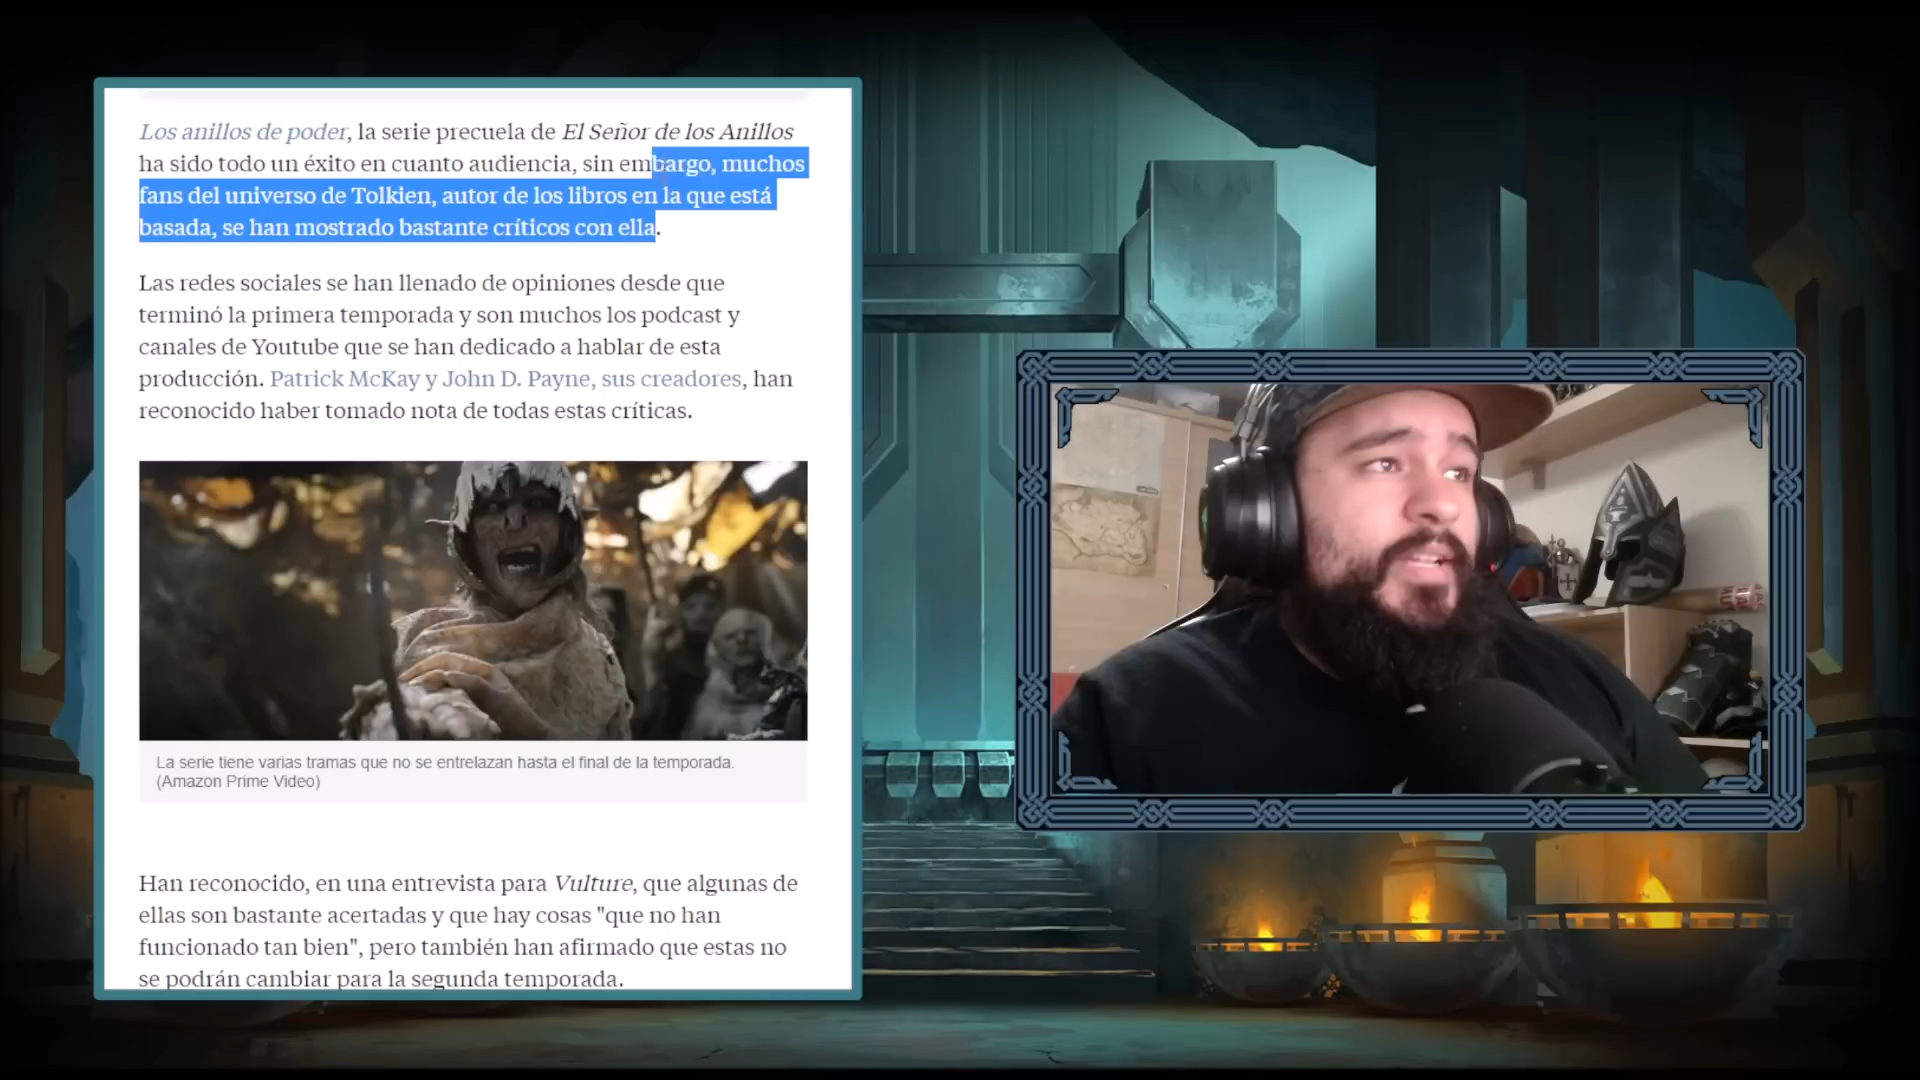 Los anillos de poder, la serie precuela de El Señor de los Anillos
ha sido todo un éxito en cuanto audiencia, sin embargo, muchos
fans del universo de Tolkien, autor de los libros en la que está
basada, se han mostrado bastante críticos con ella.
Las redes sociales se han llenado de opiniones desde que
terminó la primera temporada y son muchos los podcast y
canales de Youtube que se han dedicado a hablar de esta
producción. Patrick McKay y John D. Payne, sus creadores, han
reconocido haber tomado nota de todas estas críticas.
La serie tiene varias tramas que no se entrelazan hasta el final de la temporada.
(Amazon Prime Video)
Han reconocido, en una entrevista para Vulture, que algunas de
ellas son bastante acertadas y que hay cosas "que no han
funcionado tan bien", pero también han afirmado que estas no
se podrán cambiar para la segunda temporada.